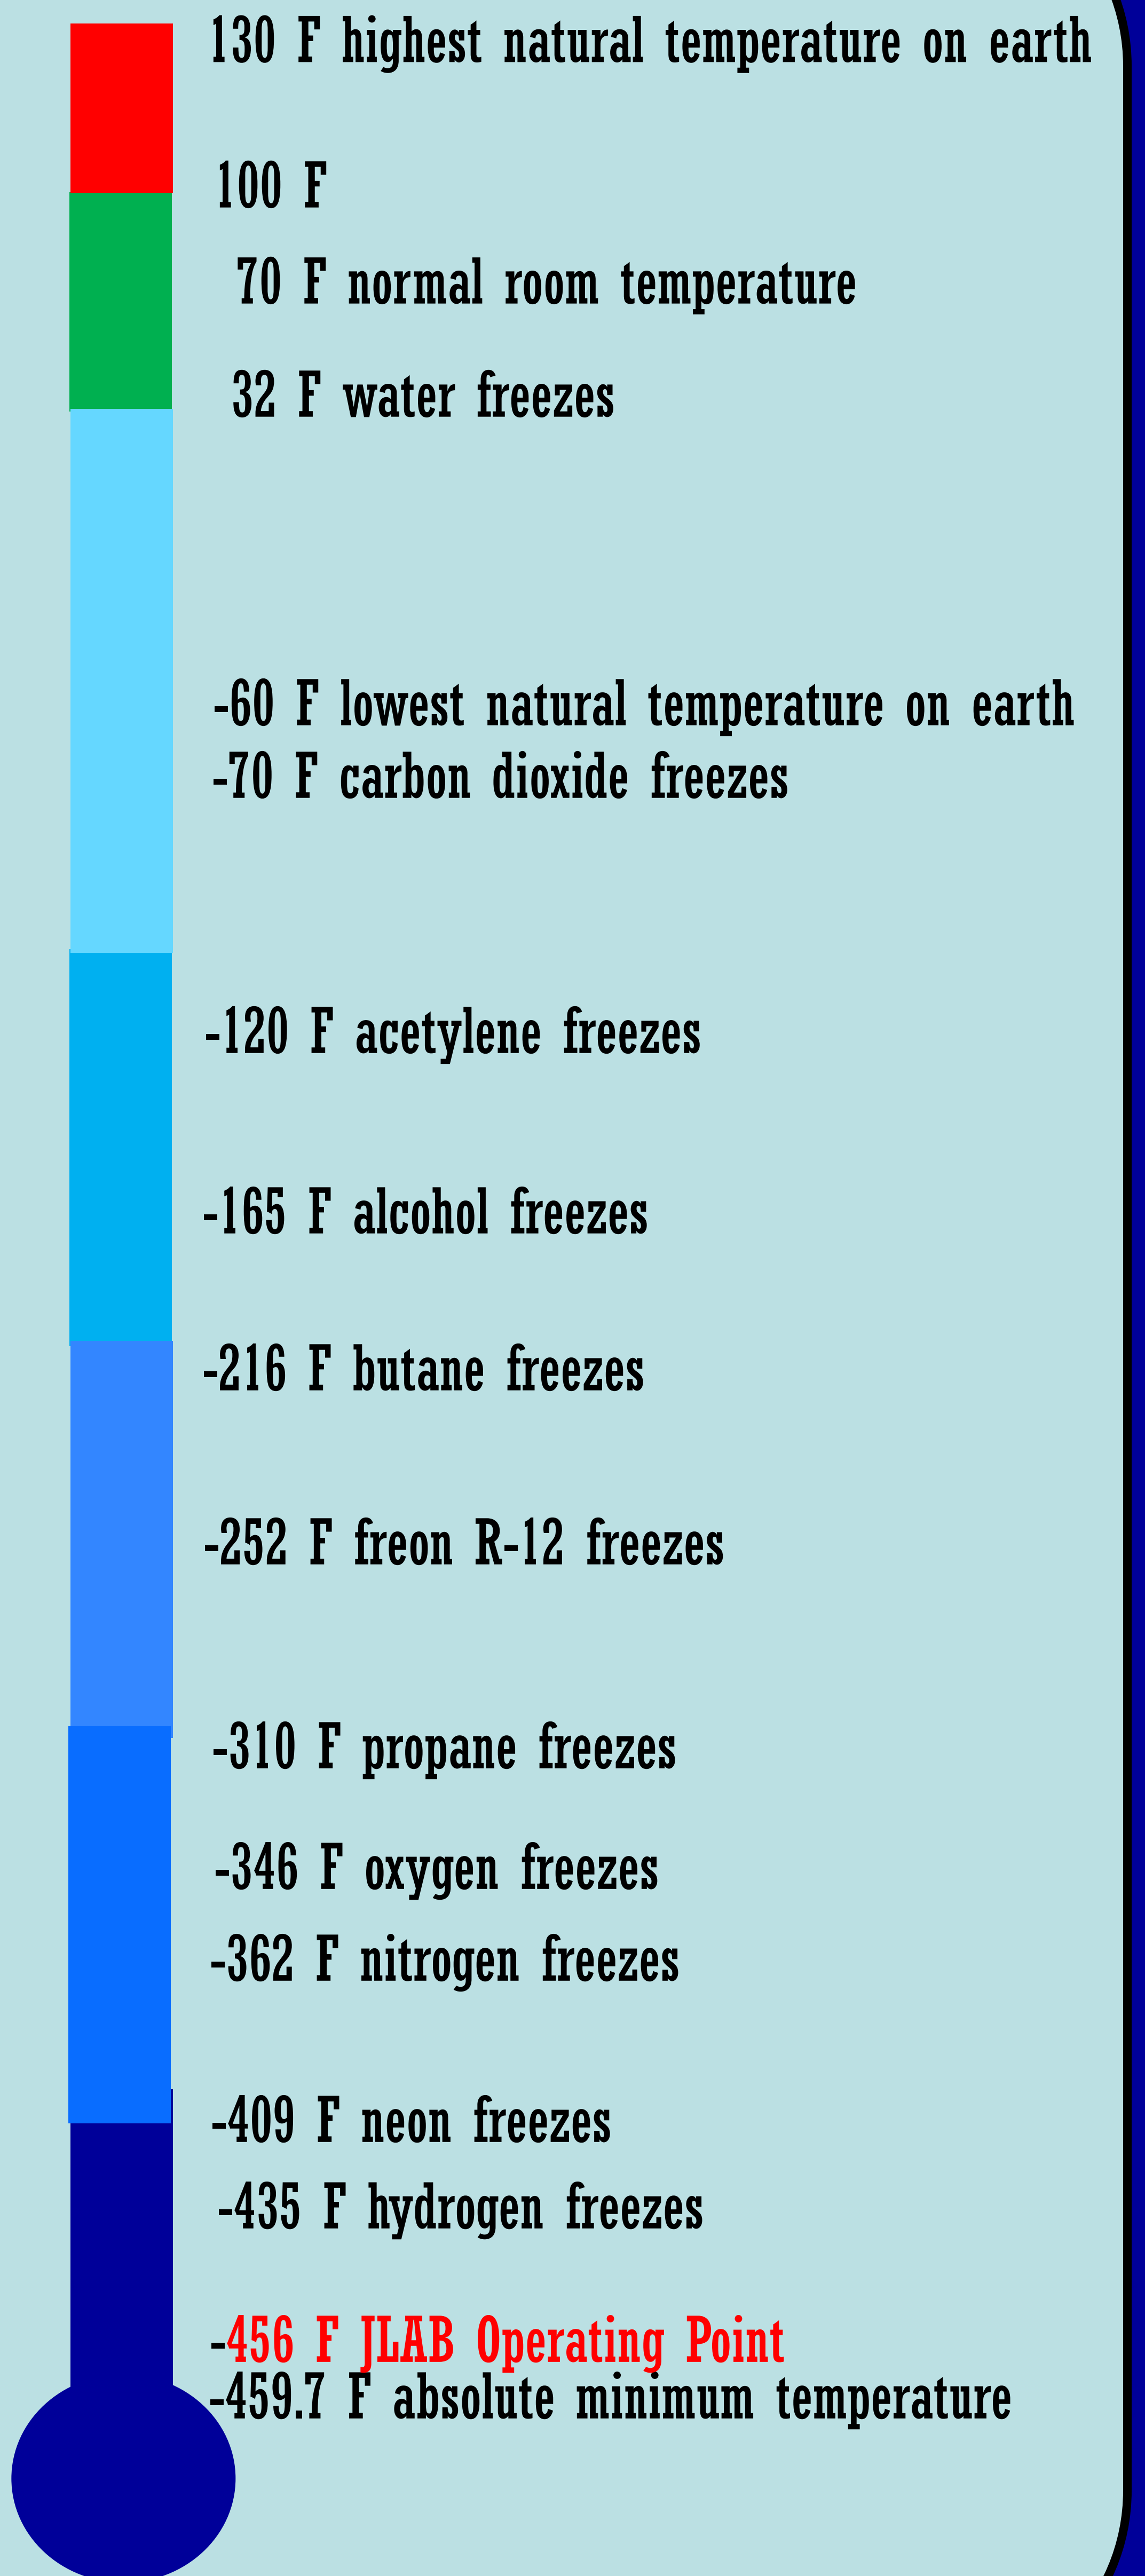 130 F highest natural temperature on earth
100 F
70 F normal room temperature
32 F water freezes
-60 F lowest natural temperature on earth
-70 F carbon dioxide freezes
-120 F acetylene freezes
-165 F alcohol freezes
-216 F butane freezes
-252 F freon R-12 freezes
-310 F propane freezes
-346 F oxygen freezes
-362 F nitrogen freezes
-409 F neon freezes
-435 F hydrogen freezes
-456 F JLAB Operating Point
-459.7 F absolute minimum temperature